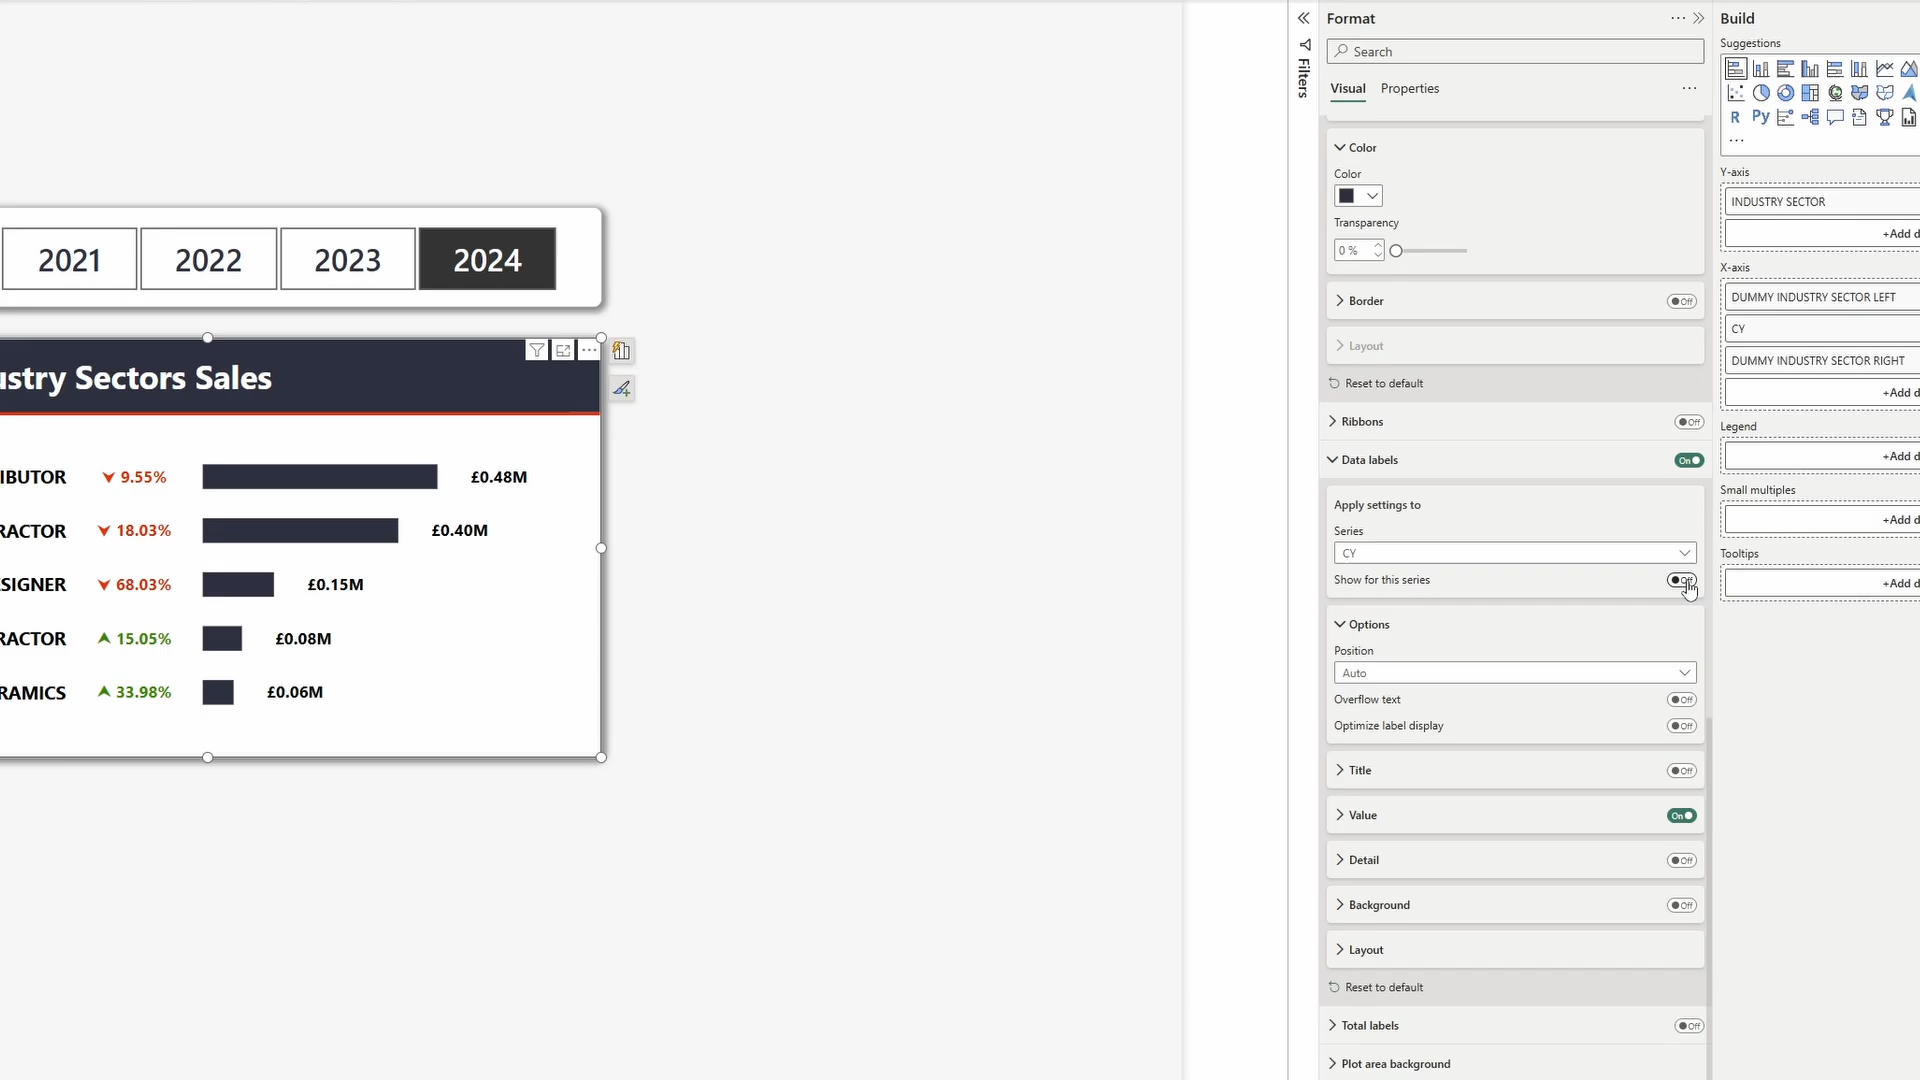 2021 2022 2023 2024
ustry Sectors Sales
IBUTOR 9.55% £0.48M
RACTOR 18.03% £0.40M
ESIGNER 68.03% £0.15M
RACTOR 15.05% £0.08M
RAMICS 33.98% £0.06M
Filters
Format
Search
Visual Properties
Color
Color
Transparency
0 %
Border Off
Layout
Reset to default
Ribbons Off
Data labels On
Apply settings to
Series
CY
Show for this series Off
Options
Position
Auto
Overflow text Off
Optimize label display Off
Title Off
Value On
Detail Off
Background Off
Layout
Reset to default
Total labels Off
Plot area background
Build
Suggestions
R Py
Y-axis
INDUSTRY SECTOR
+Add d
X-axis
DUMMY INDUSTRY SECTOR LEFT
CY
DUMMY INDUSTRY SECTOR RIGHT
+Add d
Legend
+Add d
Small multiples
+Add d
Tooltips
+Add d